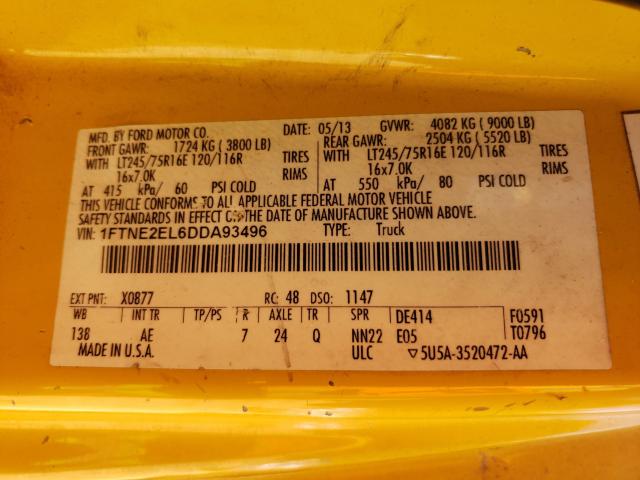 MFD. BY FORD MOTOR CO. DATE: 05/13 GVWR: 4082 KG ( 9000 LB)
FRONT GAWR: 1724 KG ( 3800 LB) REAR GAWR: 2504 KG ( 5520 LB)
WITH LT245/75R16E 120/116R TIRES WITH LT245/75R16E 120/116R TIRES
16x7.0K RIMS 16x7.0K RIMS
AT 415 kPa/ 60 PSI COLD AT 550 kPa/ 80 PSI COLD
THIS VEHICLE CONFORMS TO ALL APPLICABLE FEDERAL MOTOR VEHICLE
SAFETY STANDARDS IN EFFECT ON THE DATE OF MANUFACTURE SHOWN ABOVE.
VIN: 1FTNE2EL6DDA93496 TYPE: Truck
EXT PNT: X0877 RC: 48 DSO: 1147
WB INT TR TP/PS R AXLE TR SPR DE414 F0591
138 AE 7 24 Q NN22 E05 T0796
MADE IN U.S.A. ULC 5U5A-3520472-AA